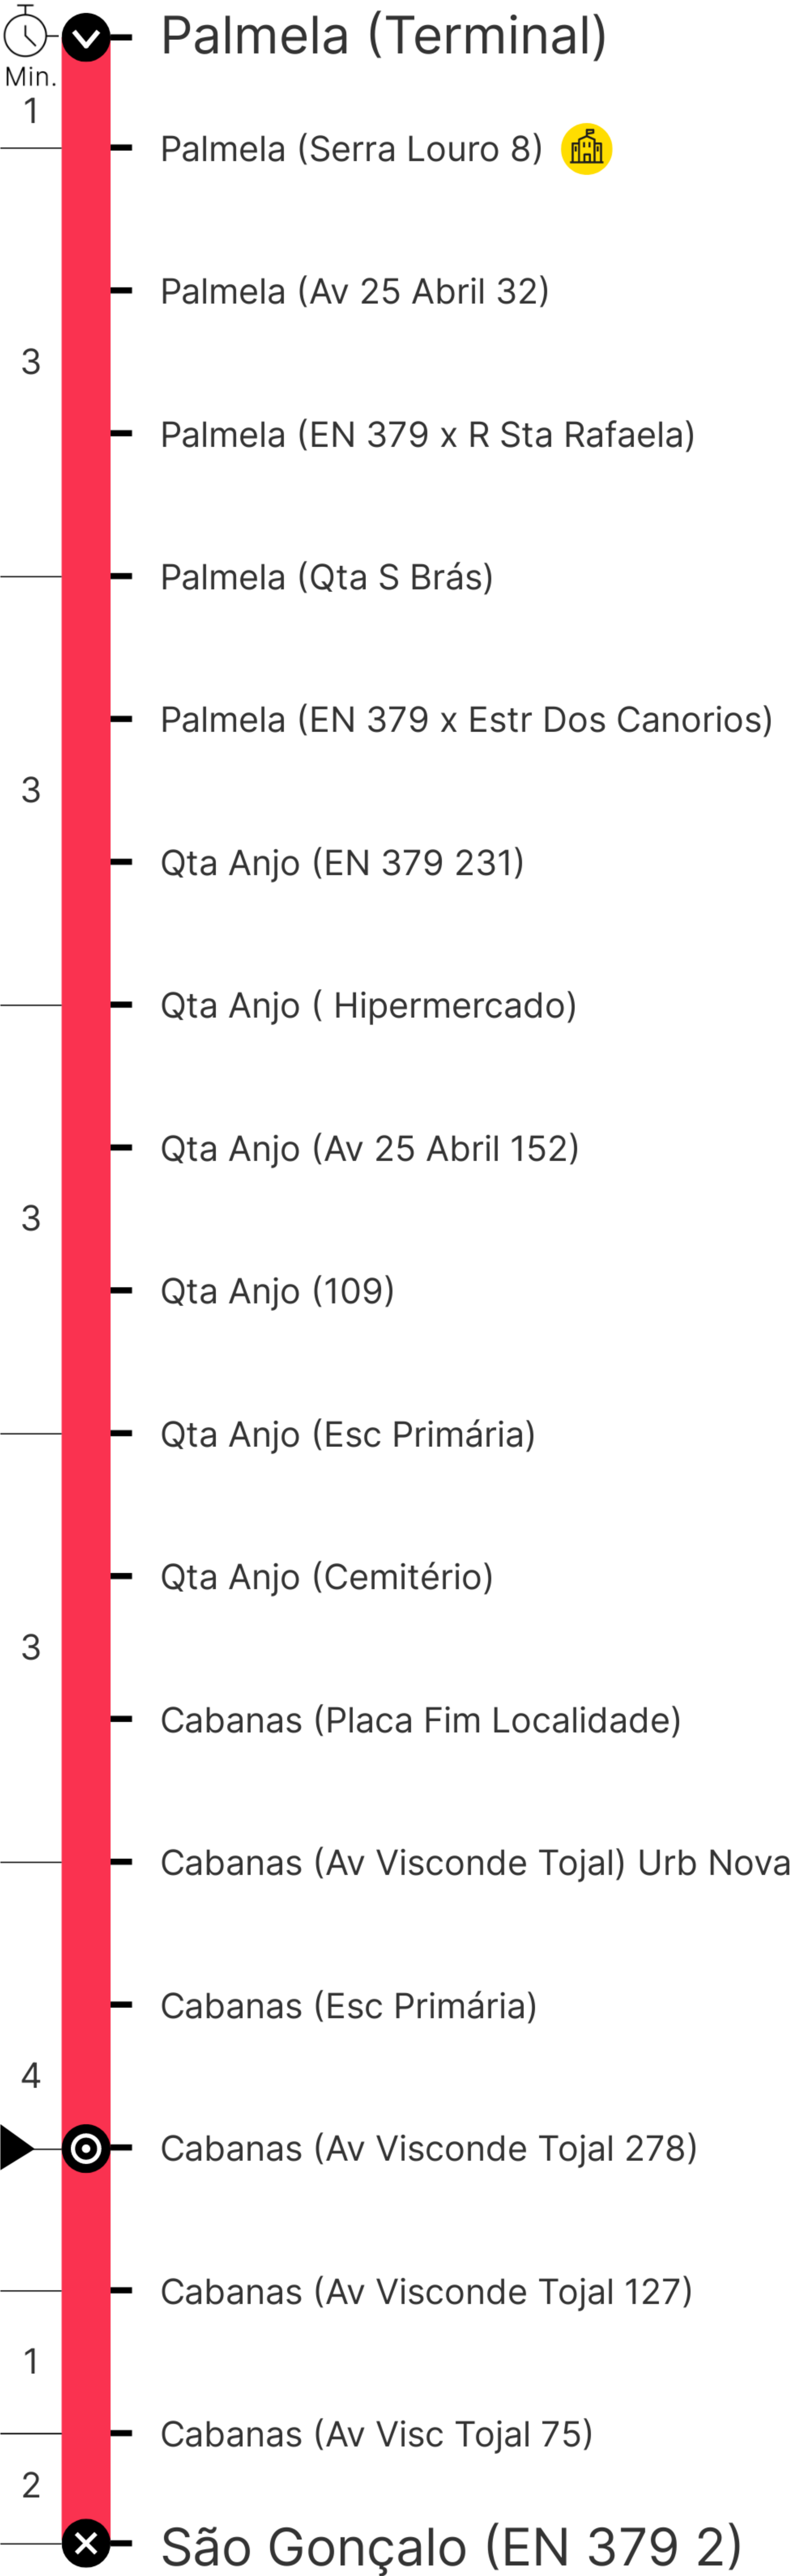 Palmela (Terminal)
Min.
1
Palmela (Serra Louro 8)
Palmela (Av 25 Abril 32)
3
Palmela (EN 379 x R Sta Rafaela)
Palmela (Qta S Brás)
Palmela (EN 379 x Estr Dos Canorios)
3
Qta Anjo (EN 379 231)
Qta Anjo ( Hipermercado)
Qta Anjo (Av 25 Abril 152)
3
Qta Anjo (109)
Qta Anjo (Esc Primária)
Qta Anjo (Cemitério)
3
Cabanas (Placa Fim Localidade)
Cabanas (Av Visconde Tojal) Urb Nova
Cabanas (Esc Primária)
4
Cabanas (Av Visconde Tojal 278)
Cabanas (Av Visconde Tojal 127)
1
Cabanas (Av Visc Tojal 75)
2
São Gonçalo (EN 379 2)